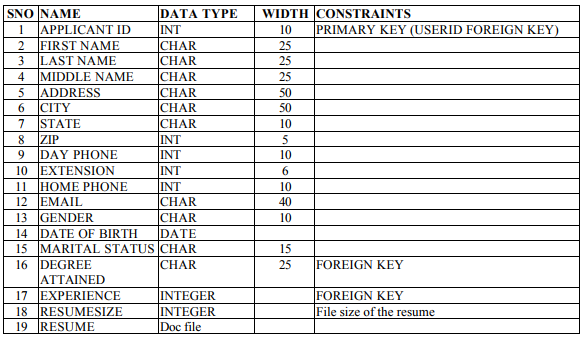 SNO NAME DATA TYPE WIDTH CONSTRAINTS
1 APPLICANT ID INT 10 PRIMARY KEY (USERID FOREIGN KEY)
2 FIRST NAME CHAR 25
3 LAST NAME CHAR 25
4 MIDDLE NAME CHAR 25
5 ADDRESS CHAR 50
6 CITY CHAR 50
7 STATE CHAR 10
8 ZIP INT 5
9 DAY PHONE INT 10
10 EXTENSION INT 6
11 HOME PHONE INT 10
12 EMAIL CHAR 40
13 GENDER CHAR 10
14 DATE OF BIRTH DATE
15 MARITAL STATUS CHAR 15
16 DEGREE CHAR 25 FOREIGN KEY
ATTAINED
17 EXPERIENCE INTEGER FOREIGN KEY
18 RESUMESIZE INTEGER File size of the resume
19 RESUME Doc file